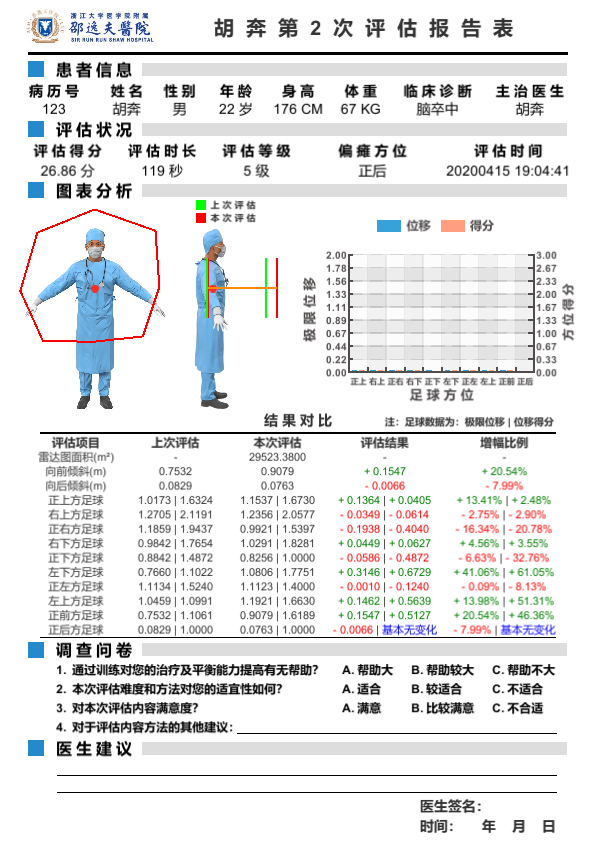 浙江大学医学院附属
邵逸夫醫院
SIR RUN RUN SHAW HOSPITAL
胡奔第2次评估报告表
患者信息
病历号 姓名 性别 年龄 身高 体重 临床诊断 主治医生
123 胡奔 男 22 岁 176 CM 67 KG 脑卒中 胡奔
评估状况
评估得分 评估时长 评估等级 偏瘫方位 评估时间
26.86 分 119 秒 5 级 正后 20200415 19:04:41
图表分析
上次评估
本次评估
位移 得分
极限位移
2.00
1.78
1.56
1.33
1.11
0.89
0.67
0.44
0.22
0.00
3.00
2.67
2.33
2.00
1.67
1.33
1.00
0.67
0.33
0.00
方位得分
正上 右上 正右 右下 正下 左下 正左 左上 正前 正后
足球方位
结果对比 注: 足球数据为: 极限位移 | 位移得分
评估项目 上次评估 本次评估 评估结果 增幅比例
雷达图面积(m²) - 29523.3800 - -
向前倾斜(m) 0.7532 0.9079 + 0.1547 + 20.54%
向后倾斜(m) 0.0829 0.0763 - 0.0066 - 7.99%
正上方足球 1.0173 | 1.6324 1.1537 | 1.6730 + 0.1364 | + 0.0405 + 13.41% | + 2.48%
右上方足球 1.2705 | 2.1191 1.2356 | 2.0577 - 0.0349 | - 0.0614 - 2.75% | - 2.90%
正右方足球 1.1859 | 1.9437 0.9921 | 1.5397 - 0.1938 | - 0.4040 - 16.34% | - 20.78%
右下方足球 0.9842 | 1.7654 1.0291 | 1.8281 + 0.0449 | + 0.0627 + 4.56% | + 3.55%
正下方足球 0.8842 | 1.4872 0.8256 | 1.0000 - 0.0586 | - 0.4872 - 6.63% | - 32.76%
左下方足球 0.7660 | 1.1022 1.0806 | 1.7751 + 0.3146 | + 0.6729 + 41.06% | + 61.05%
正左方足球 1.1134 | 1.5240 1.1123 | 1.4000 - 0.0010 | - 0.1240 - 0.09% | - 8.13%
左上方足球 1.0459 | 1.0991 1.1921 | 1.6630 + 0.1462 | + 0.5639 + 13.98% | + 51.31%
正前方足球 0.7532 | 1.1061 0.9079 | 1.6189 + 0.1547 | + 0.5127 + 20.54% | + 46.36%
正后方足球 0.0829 | 1.0000 0.0763 | 1.0000 - 0.0066 | 基本无变化 - 7.99% | 基本无变化
调查问卷
1. 通过训练对您的治疗及平衡能力提高有无帮助? A. 帮助大 B. 帮助较大 C. 帮助不大
2. 本次评估难度和方法对您的适宜性如何? A. 适合 B. 较适合 C. 不适合
3. 对本次评估内容满意度? A. 满意 B. 比较满意 C. 不合适
4. 对于评估内容方法的其他建议:
医生建议
医生签名:
时间: 年 月 日